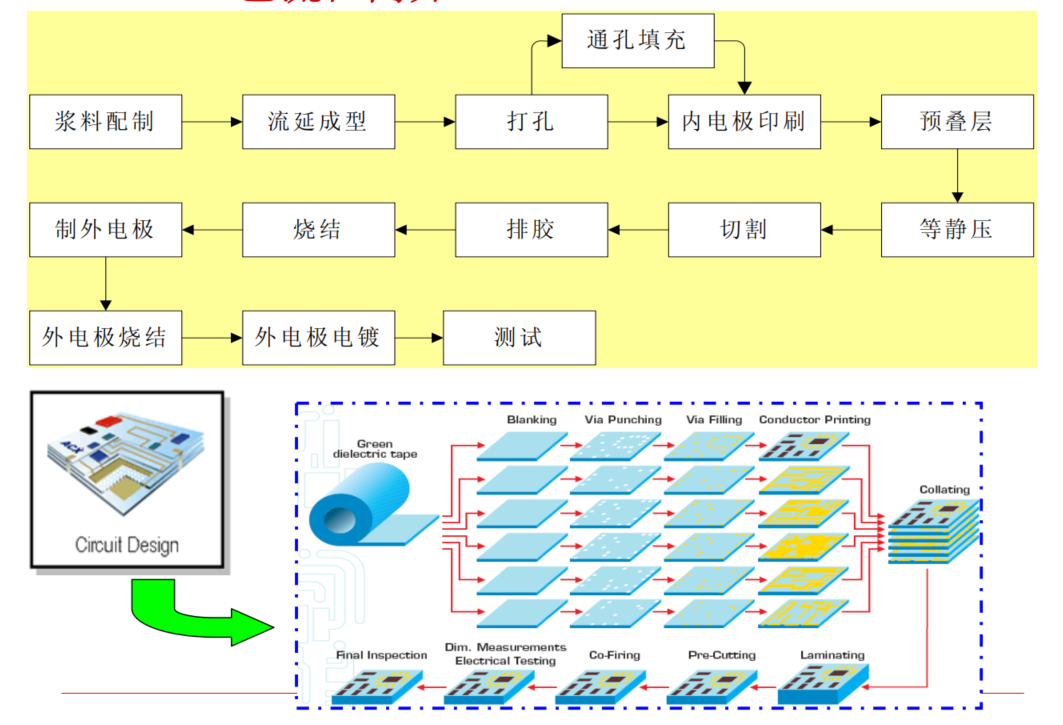 通孔填充
浆料配制
流延成型
打孔
内电极印刷
预叠层
制外电极
烧结
排胶
切割
等静压
外电极烧结
外电极电镀
测试
ACX
Circuit Design
Green
dielectric tape
Blanking
Via Punching
Via Filling
Conductor Printing
Collating
Final Inspection
Dim. Measurements
Electrical Testing
Co-Firing
Pre-Cutting
Laminating